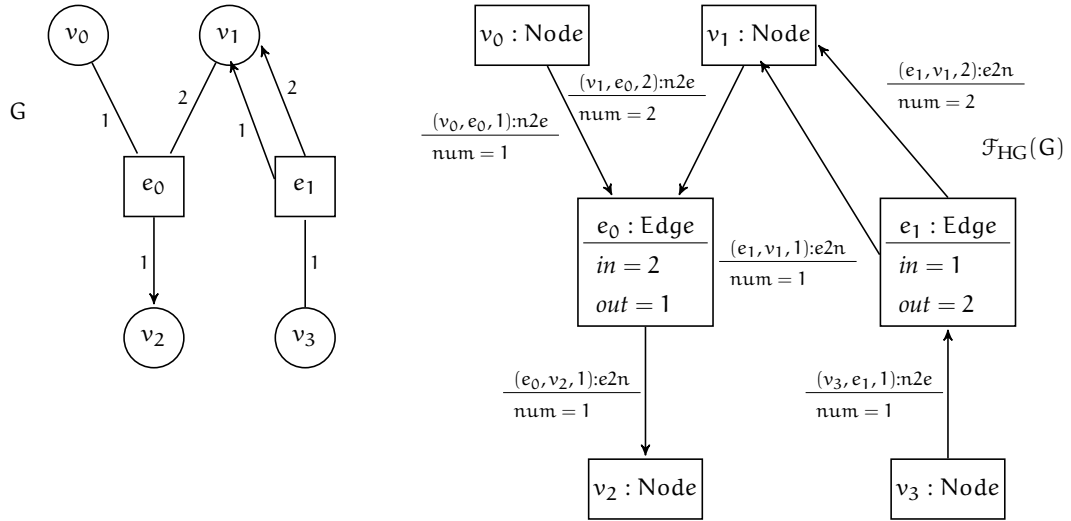 G
v₀
v₁
1
2
1
2
e₀
e₁
1
1
v₂
v₃
v₀ : Node
v₁ : Node
(v₁, e₀, 2):n2e
num = 2
(e₁, v₁, 2):e2n
num = 2
(v₀, e₀, 1):n2e
num = 1
ℱHG(G)
e₀ : Edge
in = 2
out = 1
(e₁, v₁, 1):e2n
num = 1
e₁ : Edge
in = 1
out = 2
(e₀, v₂, 1):e2n
num = 1
(v₃, e₁, 1):n2e
num = 1
v₂ : Node
v₃ : Node